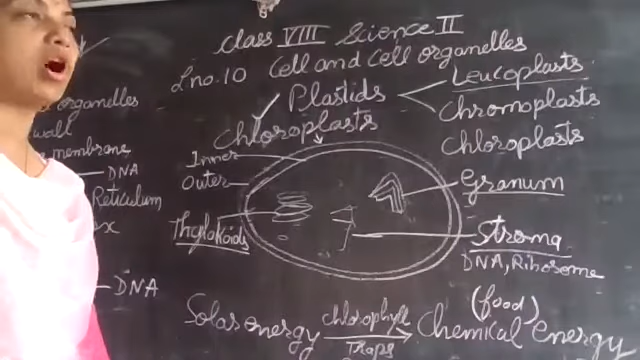 Class VIII Science II
L no. 10 Cell and Cell organelles
Plastids
Leucoplasts
Chromoplasts
Chloroplasts
Chloroplasts
Inner
Outer
Thylakoids
Granum
Stroma
DNA, Ribosome
organelles
wall
membrane
DNA
Reticulum
DNA
Solar energy chlorophyll Traps Chemical energy
(food)